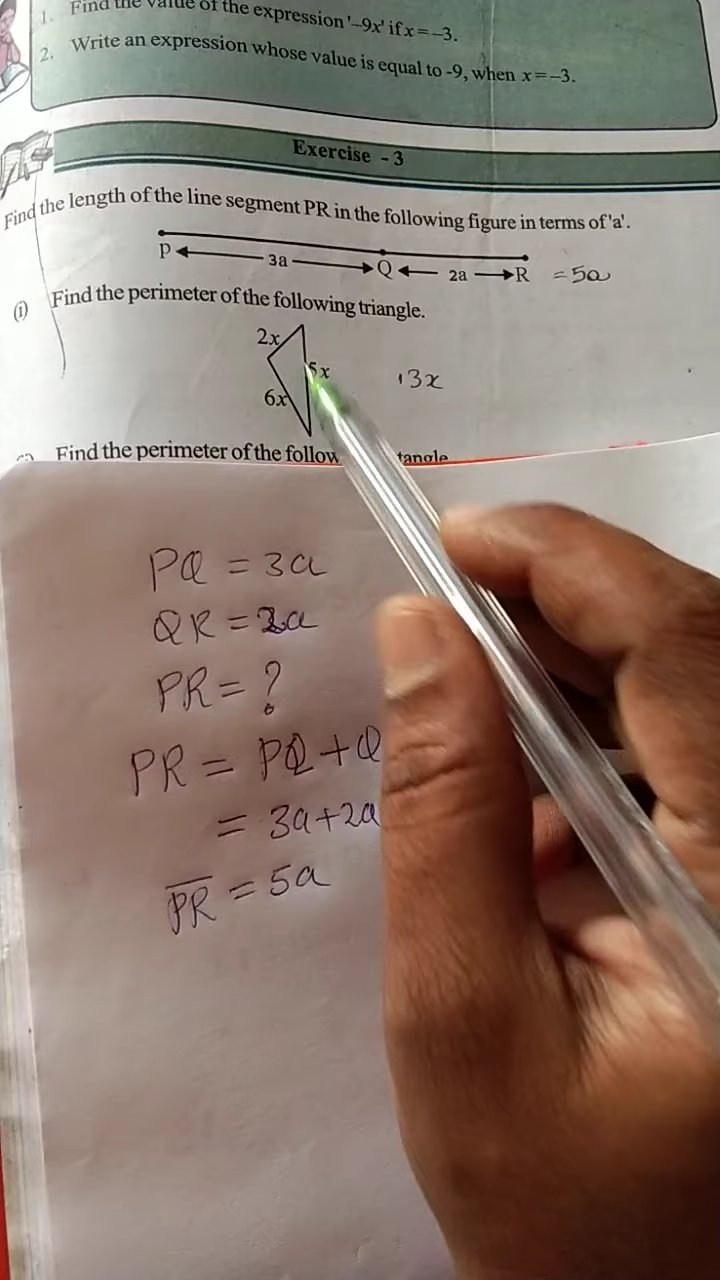 1. Find the value of the expression '–9x' if x = –3.
2. Write an expression whose value is equal to -9, when x = –3.
Exercise - 3
Find the length of the line segment PR in the following figure in terms of 'a'.
P 3a Q 2a R = 5a
(i) Find the perimeter of the following triangle.
2x
5x
6x
13x
Find the perimeter of the
PQ = 3a
QR = 2a
PR = ?
PR = PQ + Q
= 3a + 2a
PR = 5a